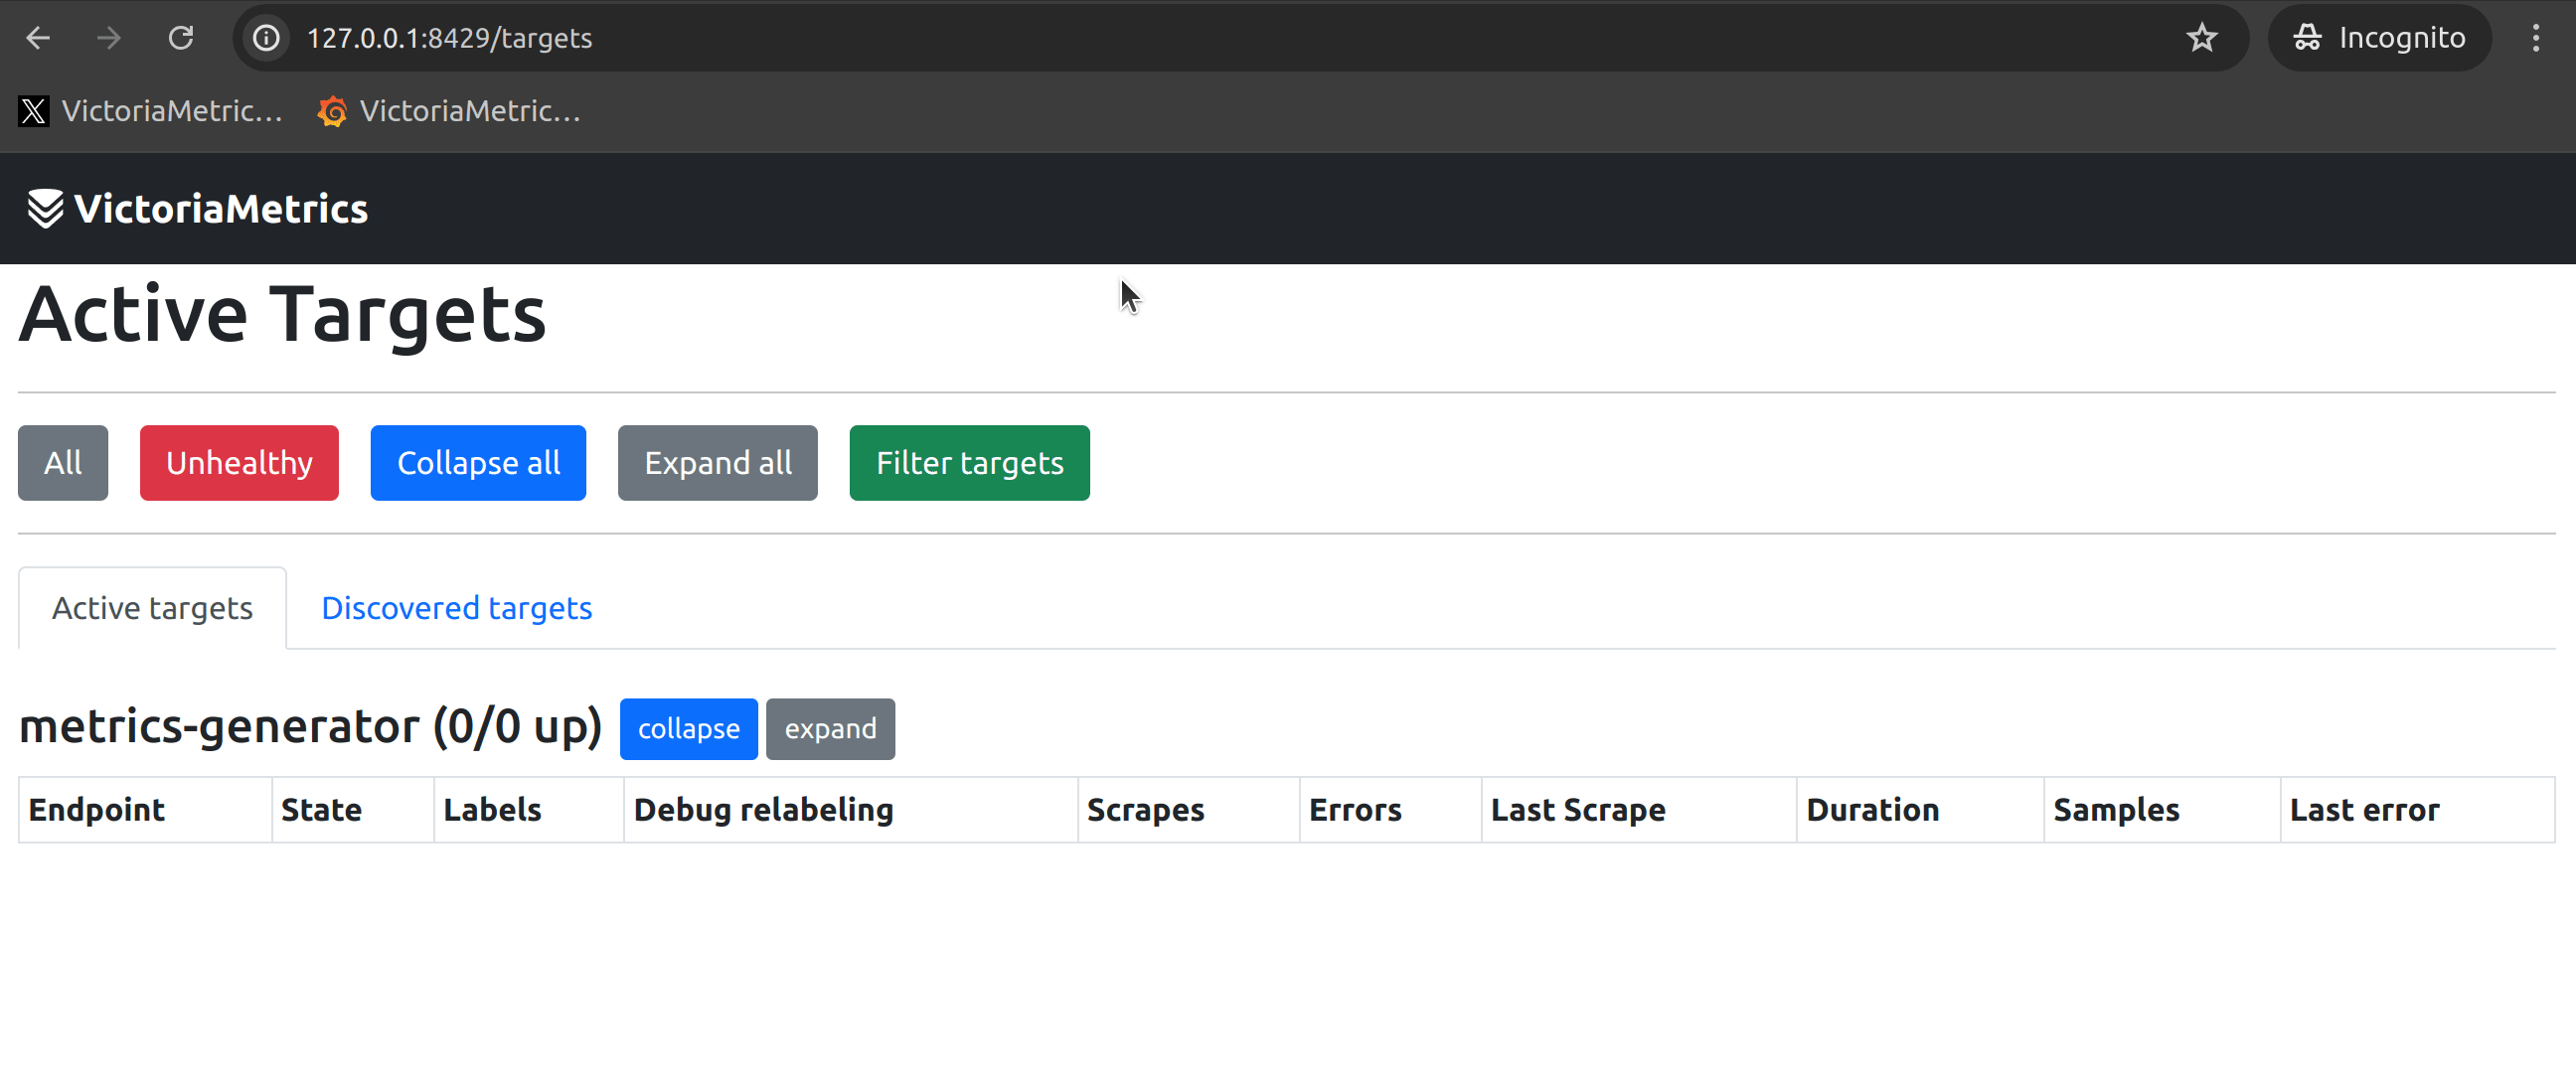 127.0.0.1:8429/targets
Incognito
VictoriaMetric... VictoriaMetric...
VictoriaMetrics
Active Targets
All Unhealthy Collapse all Expand all Filter targets
Active targets Discovered targets
metrics-generator (0/0 up) collapse expand
Endpoint State Labels Debug relabeling Scrapes Errors Last Scrape Duration Samples Last error